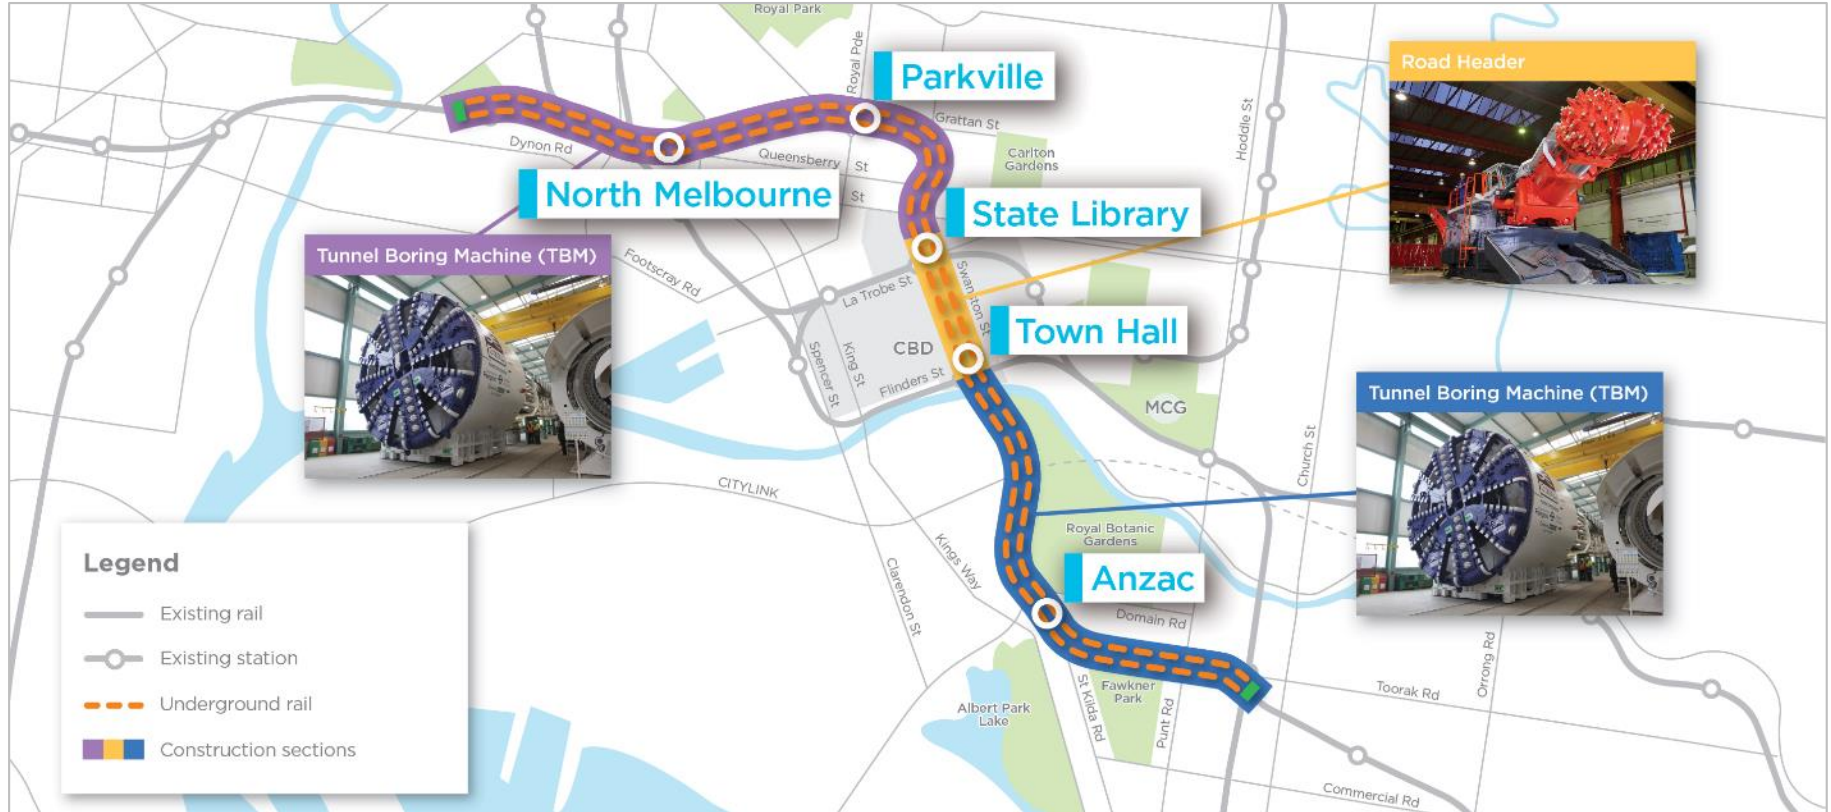 Royal Park
Royal Pde
Parkville
Grattan St
Carlton
Gardens
Hoddle St
Road Header
Dynon Rd
Queensberry St
St
North Melbourne
State Library
Tunnel Boring Machine (TBM)
Footscray Rd
La Trobe St
Swanston St
Town Hall
CBD
Spencer St
King St
Flinders St
MCG
Tunnel Boring Machine (TBM)
Church St
CITYLINK
Royal Botanic
Gardens
Kings Way
Clarendon St
Anzac
Domain Rd
Legend
Existing rail
Existing station
Underground rail
Construction sections
Albert Park
Lake
St Kilda Rd
Fawkner
Park
Punt Rd
Toorak Rd
Orrong Rd
Commercial Rd